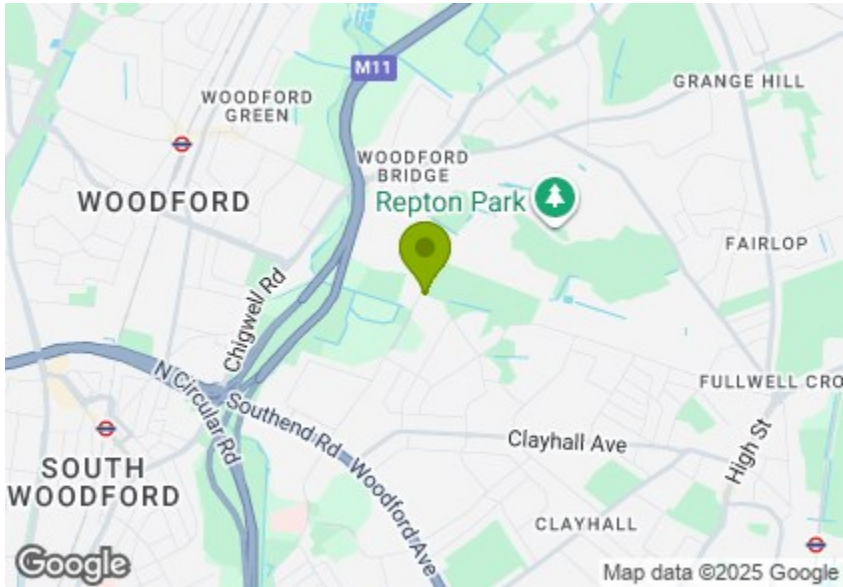 M11
GRANGE HILL
WOODFORD
GREEN
WOODFORD
BRIDGE
WOODFORD
Repton Park
FAIRLOP
Chigwell Rd
N Circular Rd
Southend Rd
Woodford Ave
FULLWELL CRO
Clayhall Ave
High St
SOUTH
WOODFORD
CLAYHALL
Google
Map data ©2025 Google